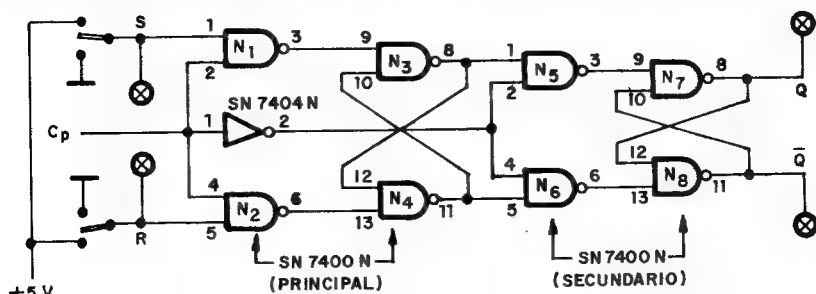 S
1
2
N1
3
9
10
N3
8
1
2
N5
3
9
10
N7
8
Q
SN 7404 N
Cp
1
2
4
5
N2
6
12
13
N4
11
4
5
N6
6
12
13
N8
11
Q̅
R
SN 7400 N
(PRINCIPAL)
SN 7400 N
(SECUNDARIO)
+5 V